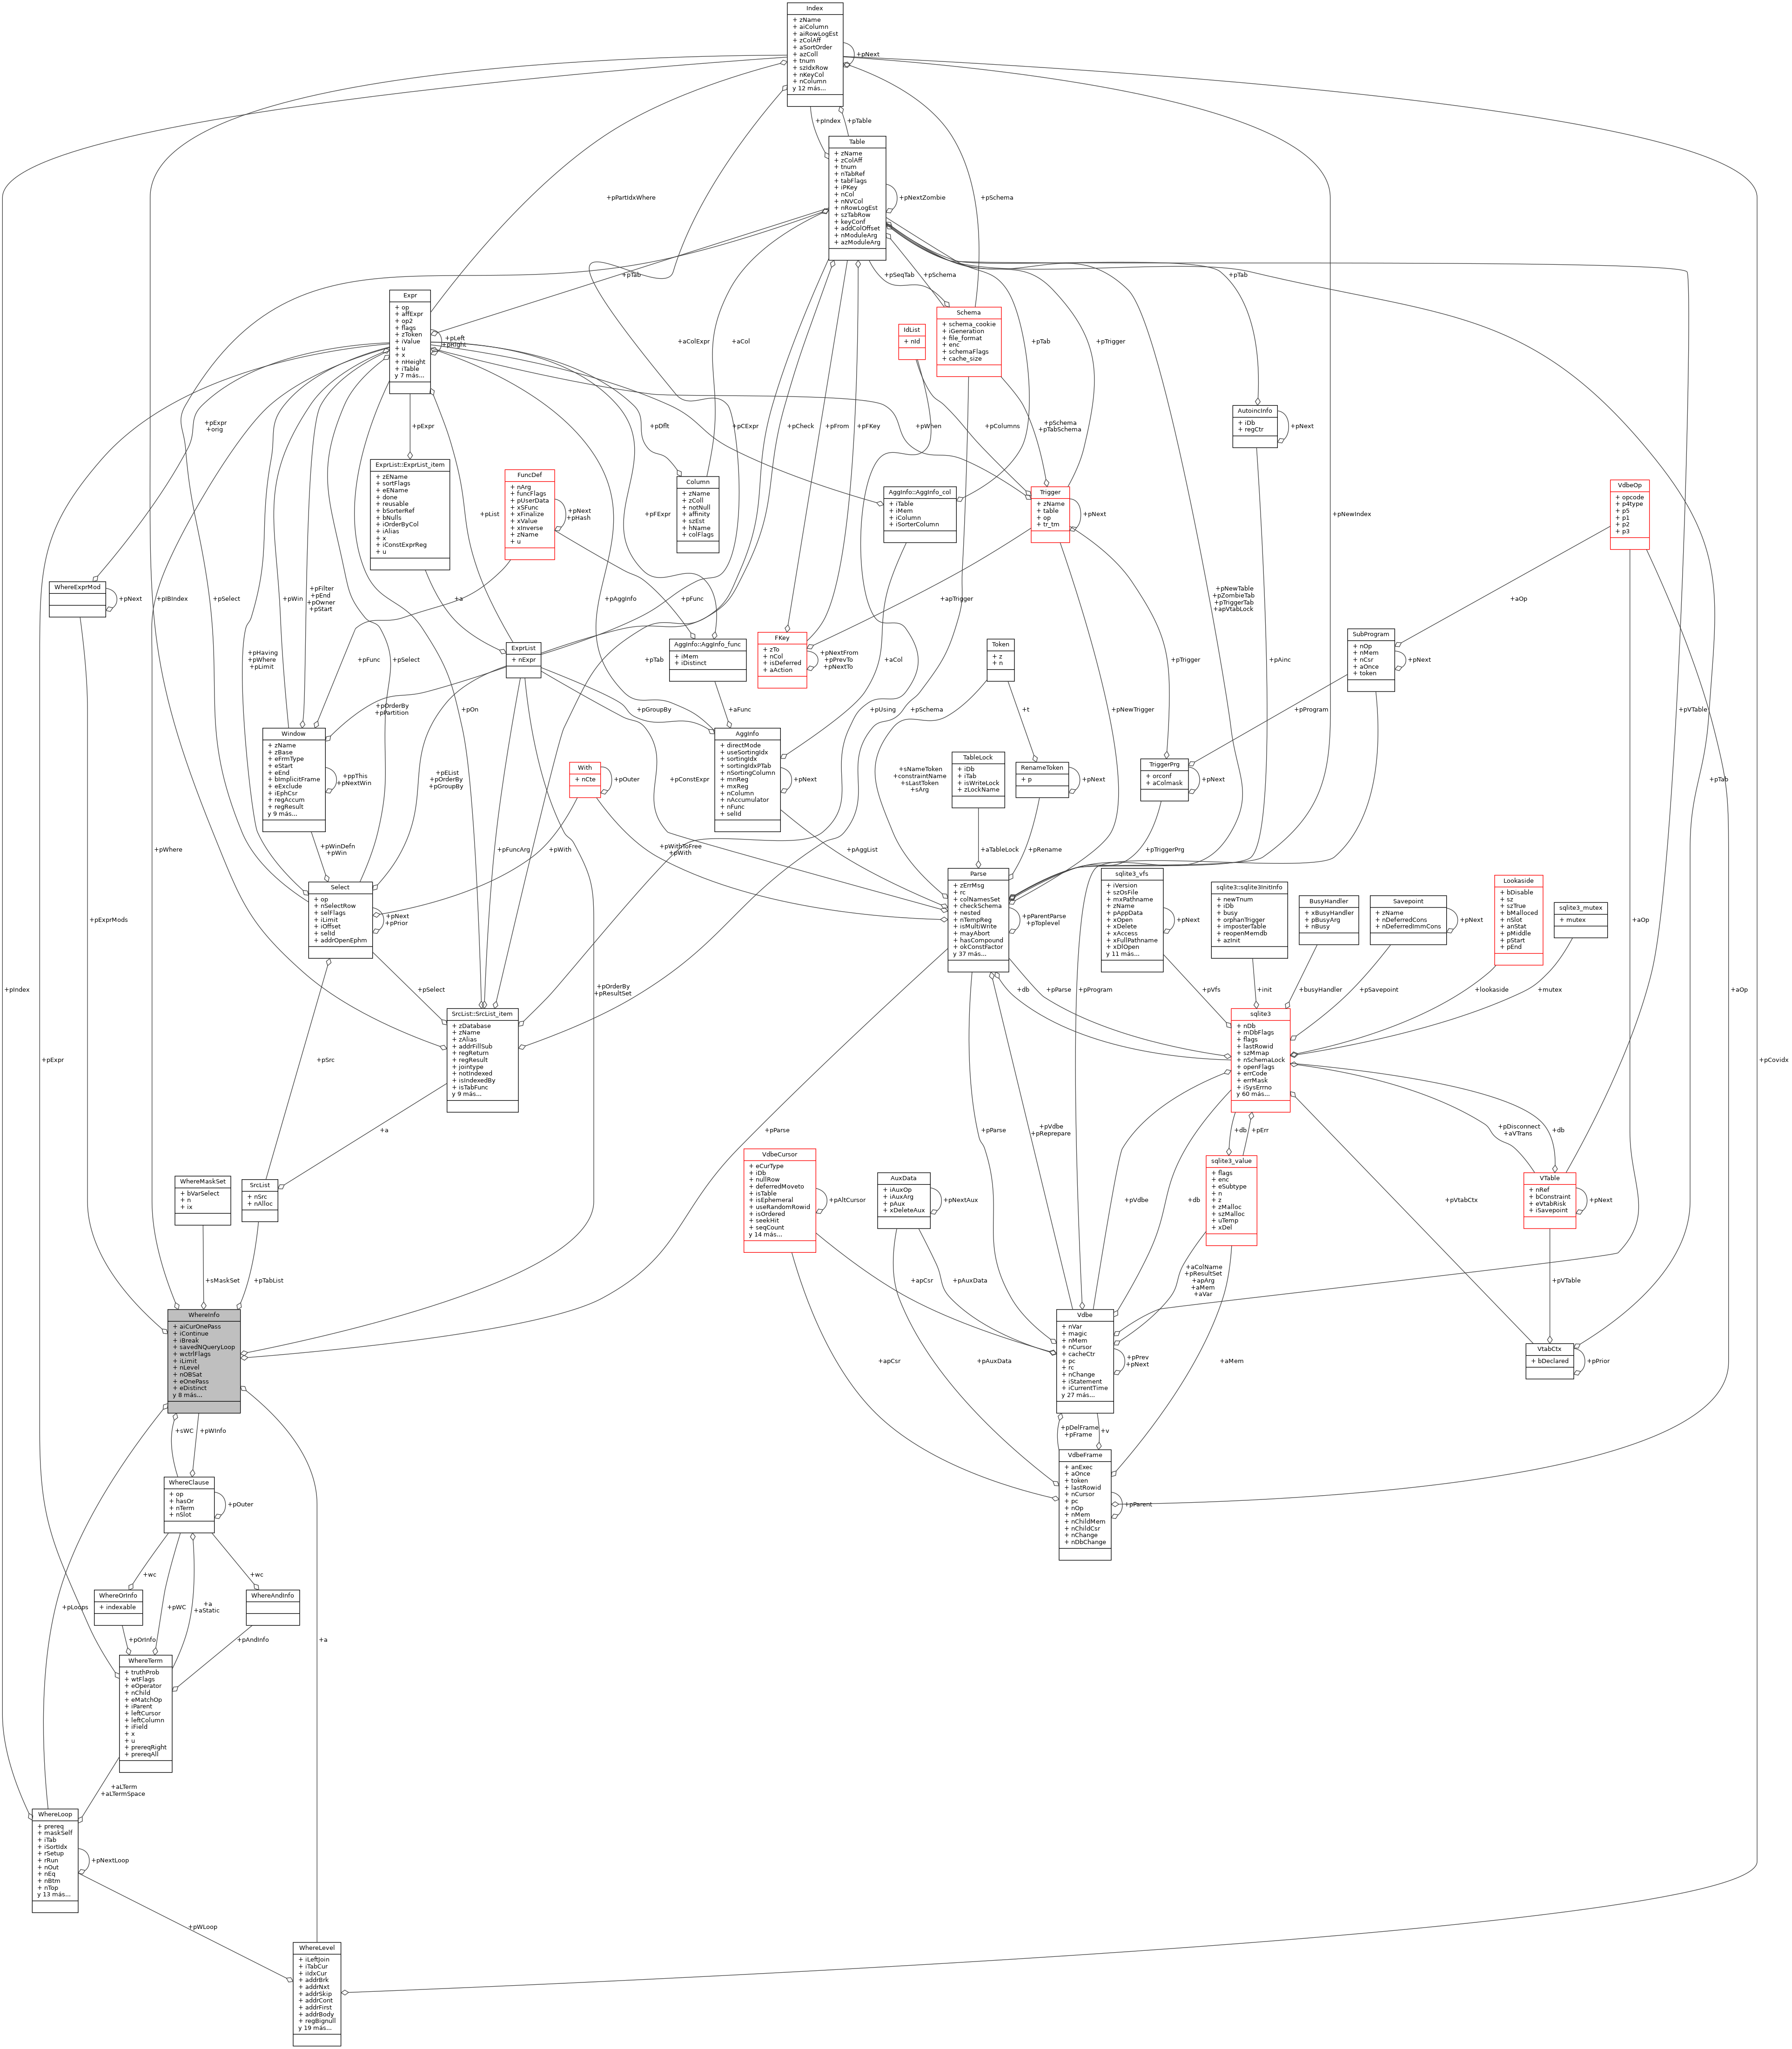 Index
+ zName
+ aiColumn
+ aiRowLogEst
+ zColAff
+ aSortOrder
+ azColl
+ tnum
+ szIdxRow
+ nKeyCol
+ nColumn
y 12 más...
+pNext
+pIndex
+pTable
Table
+ zName
+ zColAff
+ tnum
+ nTabRef
+ tabFlags
+ iPKey
+ nCol
+ nNVCol
+ nRowLogEst
+ szTabRow
+ keyConf
+ addColOffset
+ nModuleArg
+ azModuleArg
+pPartIdxWhere
+pNextZombie
+pSchema
+pTab
+pSeqTab
+pSchema
+pTab
Expr
+ op
+ affExpr
+ op2
+ flags
+ zToken
+ iValue
+ u
+ x
+ nHeight
+ iTable
y 7 más...
+pLeft
+pRight
+aColExpr
+aCol
IdList
+ nId
Schema
+ schema_cookie
+ iGeneration
+ file_format
+ enc
+ schemaFlags
+ cache_size
+pTab
+pTrigger
AutoincInfo
+ iDb
+ regCtr
+pNext
+pExpr
+orig
+pExpr
+pDflt
+pCExpr
+pCheck
+pFrom
+pFKey
+pWhen
+pColumns
+pSchema
+pTabSchema
ExprList::ExprList_item
+ zEName
+ sortFlags
+ eEName
+ done
+ reusable
+ bSorterRef
+ bNulls
+ iOrderByCol
+ iAlias
+ x
+ iConstExprReg
+ u
+pList
FuncDef
+ nArg
+ funcFlags
+ pUserData
+ xSFunc
+ xFinalize
+ xValue
+ xInverse
+ zName
+ u
+pNext
+pHash
+pFExpr
Column
+ zName
+ zColl
+ notNull
+ affinity
+ szEst
+ hName
+ colFlags
AggInfo::AggInfo_col
+ iTable
+ iMem
+ iColumn
+ iSorterColumn
Trigger
+ zName
+ table
+ op
+ tr_tm
+pNext
+pNewIndex
VdbeOp
+ opcode
+ p4type
+ p5
+ p1
+ p2
+ p3
WhereExprMod
+pNext
+pIBIndex
+pSelect
+pWin
+pFilter
+pEnd
+pOwner
+pStart
+a
+pAggInfo
+pFunc
+apTrigger
+pNewTable
+pZombieTab
+pTriggerTab
+apVtabLock
+aOp
+pHaving
+pWhere
+pLimit
+pFunc
+pSelect
ExprList
+ nExpr
+pTab
AggInfo::AggInfo_func
+ iMem
+ iDistinct
FKey
+ zTo
+ nCol
+ isDeferred
+ aAction
+pNextFrom
+pPrevTo
+pNextTo
+aCol
Token
+ z
+ n
+pTrigger
+pAinc
SubProgram
+ nOp
+ nMem
+ nCsr
+ aOnce
+ token
+pNext
+pOrderBy
+pPartition
+pOn
+pGroupBy
+aFunc
+pUsing
+pSchema
+t
+pNewTrigger
+pProgram
+pVTable
Window
+ zName
+ zBase
+ eFrmType
+ eStart
+ eEnd
+ bImplicitFrame
+ eExclude
+ iEphCsr
+ regAccum
+ regResult
y 9 más...
+ppThis
+pNextWin
+pEList
+pOrderBy
+pGroupBy
With
+ nCte
+pOuter
+pConstExpr
AggInfo
+ directMode
+ useSortingIdx
+ sortingIdx
+ sortingIdxPTab
+ nSortingColumn
+ mnReg
+ mxReg
+ nColumn
+ nAccumulator
+ nFunc
+ selId
+pNext
+sNameToken
+constraintName
+sLastToken
+sArg
TableLock
+ iDb
+ iTab
+ isWriteLock
+ zLockName
RenameToken
+ p
+pNext
TriggerPrg
+ orconf
+ aColmask
+pNext
+pTab
+pWhere
+pWinDefn
+pWin
+pFuncArg
+pWith
+pWithToFree
+pWith
+pAggList
+aTableLock
+pRename
+pTriggerPrg
+pExprMods
Select
+ op
+ nSelectRow
+ selFlags
+ iLimit
+ iOffset
+ selId
+ addrOpenEphm
+pNext
+pPrior
Parse
+ zErrMsg
+ rc
+ colNamesSet
+ checkSchema
+ nested
+ nTempReg
+ isMultiWrite
+ mayAbort
+ hasCompound
+ okConstFactor
y 37 más...
+pParentParse
+pToplevel
sqlite3_vfs
+ iVersion
+ szOsFile
+ mxPathname
+ zName
+ pAppData
+ xOpen
+ xDelete
+ xAccess
+ xFullPathname
+ xDlOpen
y 11 más...
+pNext
sqlite3::sqlite3InitInfo
+ newTnum
+ iDb
+ busy
+ orphanTrigger
+ imposterTable
+ reopenMemdb
+ azInit
BusyHandler
+ xBusyHandler
+ pBusyArg
+ nBusy
Savepoint
+ zName
+ nDeferredCons
+ nDeferredImmCons
+pNext
Lookaside
+ bDisable
+ sz
+ szTrue
+ bMalloced
+ nSlot
+ anStat
+ pMiddle
+ pStart
+ pEnd
sqlite3_mutex
+ mutex
+aOp
+pIndex
+pSelect
+pOrderBy
+pResultSet
+db
+pParse
+pProgram
+pVfs
+init
+busyHandler
+pSavepoint
+lookaside
+mutex
+aOp
+pExpr
+pSrc
SrcList::SrcList_item
+ zDatabase
+ zName
+ zAlias
+ addrFillSub
+ regReturn
+ regResult
+ jointype
+ notIndexed
+ isIndexedBy
+ isTabFunc
y 9 más...
sqlite3
+ nDb
+ mDbFlags
+ flags
+ lastRowid
+ szMmap
+ nSchemaLock
+ openFlags
+ errCode
+ errMask
+ iSysErrno
y 60 más...
+pCovidx
+a
+pParse
+pParse
+pVdbe
+pReprepare
+db
+pErr
+pDisconnect
+aVTrans
+db
WhereMaskSet
+ bVarSelect
+ n
+ ix
SrcList
+ nSrc
+ nAlloc
VdbeCursor
+ eCurType
+ iDb
+ nullRow
+ deferredMoveto
+ isTable
+ isEphemeral
+ useRandomRowid
+ isOrdered
+ seekHit
+ seqCount
y 14 más...
+pAltCursor
AuxData
+ iAuxOp
+ iAuxArg
+ pAux
+ xDeleteAux
+pNextAux
+pVdbe
+db
sqlite3_value
+ flags
+ enc
+ eSubtype
+ n
+ z
+ zMalloc
+ szMalloc
+ uTemp
+ xDel
+pVtabCtx
VTable
+ nRef
+ bConstraint
+ eVtabRisk
+ iSavepoint
+pNext
+sMaskSet
+pTabList
+apCsr
+pAuxData
+aColName
+pResultSet
+apArg
+aMem
+aVar
+pVTable
WhereInfo
+ aiCurOnePass
+ iContinue
+ iBreak
+ savedNQueryLoop
+ wctrlFlags
+ iLimit
+ nLevel
+ nOBSat
+ eOnePass
+ eDistinct
y 8 más...
+apCsr
+pAuxData
Vdbe
+ nVar
+ magic
+ nMem
+ nCursor
+ cacheCtr
+ pc
+ rc
+ nChange
+ iStatement
+ iCurrentTime
y 27 más...
+pPrev
+pNext
+aMem
VtabCtx
+ bDeclared
+pPrior
+sWC
+pWInfo
+pDelFrame
+pFrame
+v
WhereClause
+ op
+ hasOr
+ nTerm
+ nSlot
+pOuter
VdbeFrame
+ anExec
+ aOnce
+ token
+ lastRowid
+ nCursor
+ pc
+ nOp
+ nMem
+ nChildMem
+ nChildCsr
+ nChange
+ nDbChange
+pParent
+wc
+wc
WhereOrInfo
+ indexable
WhereAndInfo
+pLoops
+pWC
+a
+aStatic
+pOrInfo
+pAndInfo
+a
WhereTerm
+ truthProb
+ wtFlags
+ eOperator
+ nChild
+ eMatchOp
+ iParent
+ leftCursor
+ leftColumn
+ iField
+ x
+ u
+ prereqRight
+ prereqAll
+aLTerm
+aLTermSpace
WhereLoop
+ prereq
+ maskSelf
+ iTab
+ iSortIdx
+ rSetup
+ rRun
+ nOut
+ nEq
+ nBtm
+ nTop
y 13 más...
+pNextLoop
+pWLoop
WhereLevel
+ iLeftJoin
+ iTabCur
+ iIdxCur
+ addrBrk
+ addrNxt
+ addrSkip
+ addrCont
+ addrFirst
+ addrBody
+ regBignull
y 19 más...